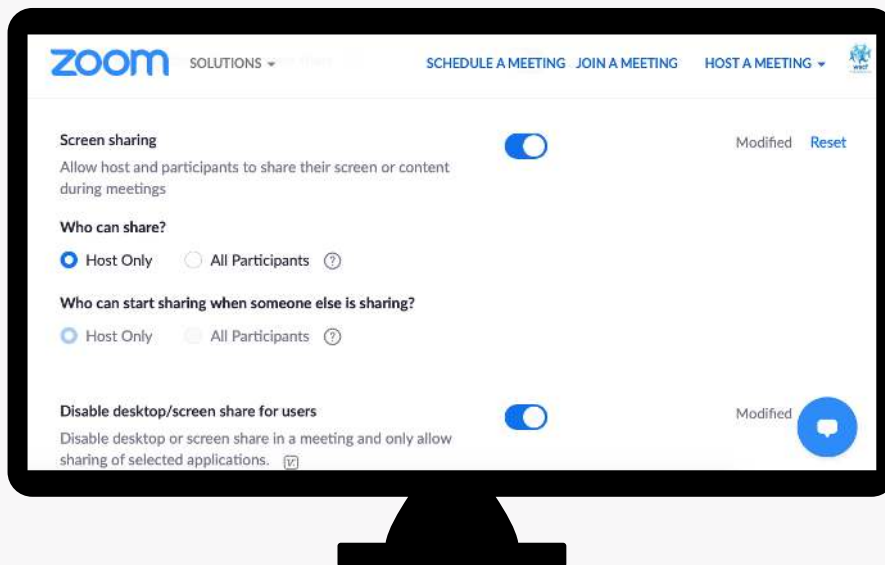 zoom SOLUTIONS SCHEDULE A MEETING JOIN A MEETING HOST A MEETING
Screen sharing Modified Reset
Allow host and participants to share their screen or content
during meetings
Who can share?
Host Only All Participants ?
Who can start sharing when someone else is sharing?
Host Only All Participants ?
Disable desktop/screen share for users Modified
Disable desktop or screen share in a meeting and only allow
sharing of selected applications.